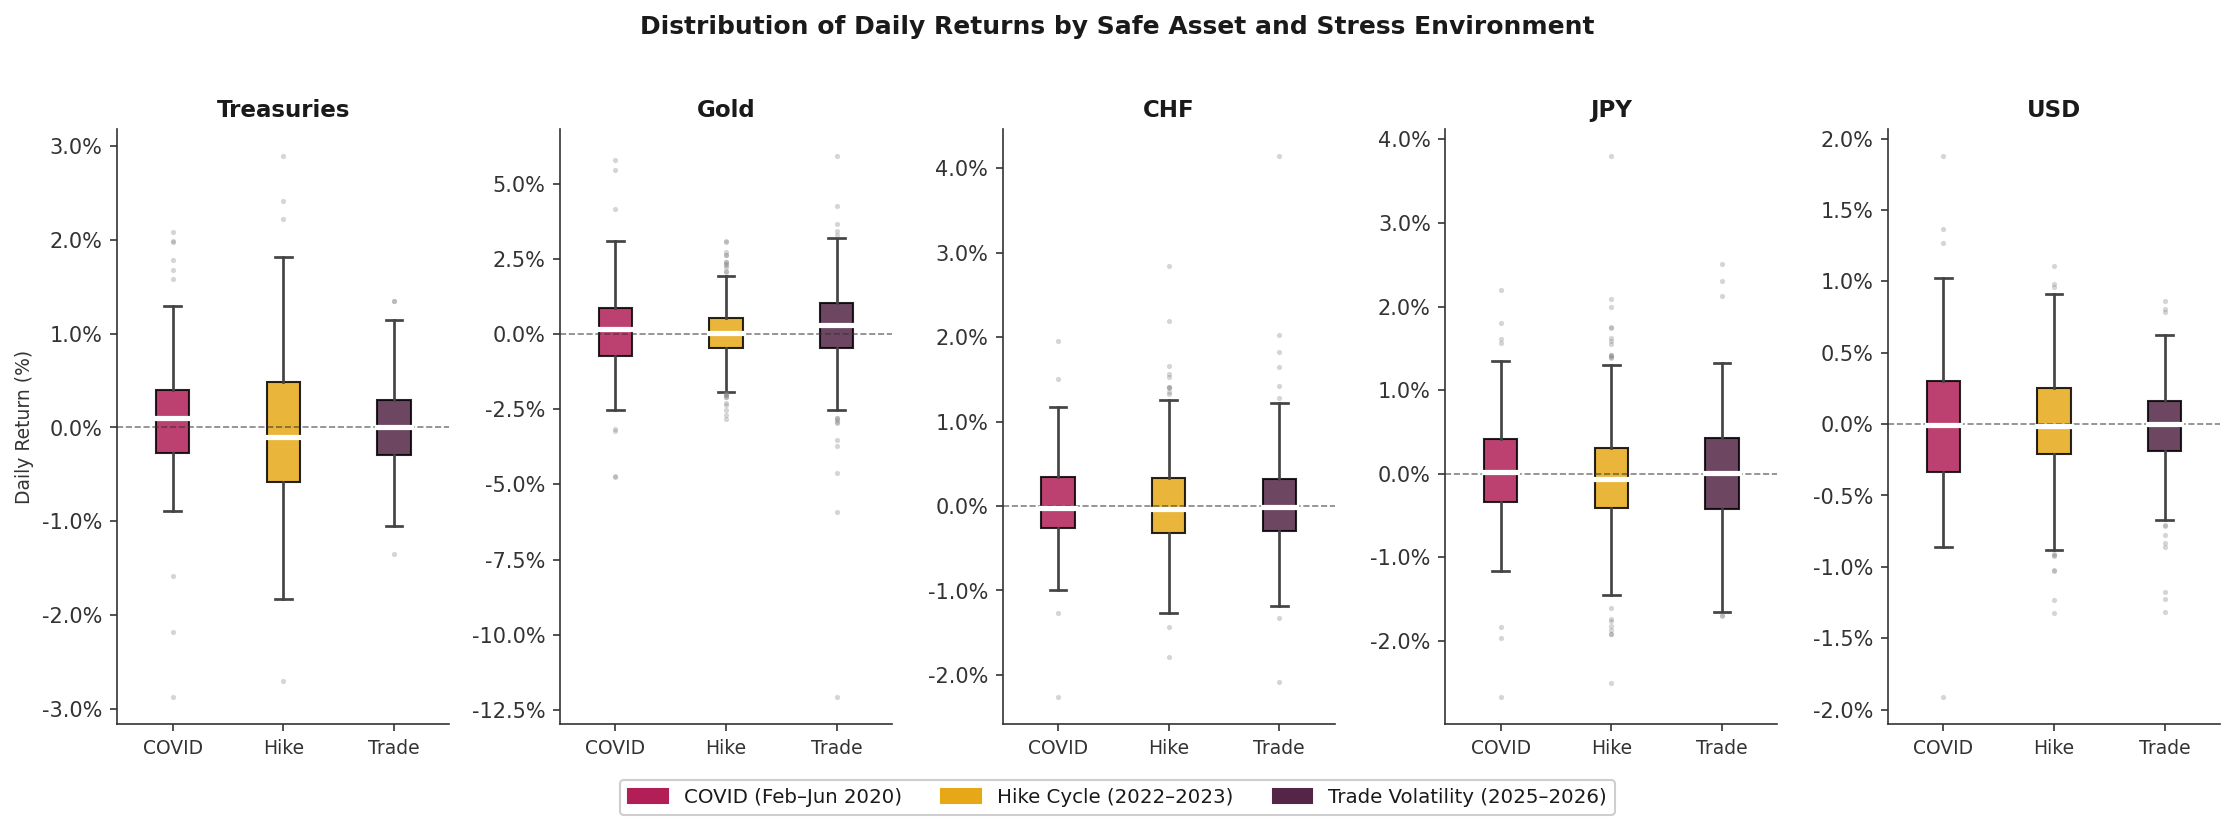 Distribution of Daily Returns by Safe Asset and Stress Environment
Treasuries
Gold
CHF
JPY
USD
Daily Return (%)
3.0%
2.0%
1.0%
0.0%
-1.0%
-2.0%
-3.0%
COVID
Hike
Trade
5.0%
2.5%
0.0%
-2.5%
-5.0%
-7.5%
-10.0%
-12.5%
COVID
Hike
Trade
4.0%
3.0%
2.0%
1.0%
0.0%
-1.0%
-2.0%
COVID
Hike
Trade
4.0%
3.0%
2.0%
1.0%
0.0%
-1.0%
-2.0%
COVID
Hike
Trade
2.0%
1.5%
1.0%
0.5%
0.0%
-0.5%
-1.0%
-1.5%
-2.0%
COVID
Hike
Trade
COVID (Feb–Jun 2020)
Hike Cycle (2022–2023)
Trade Volatility (2025–2026)